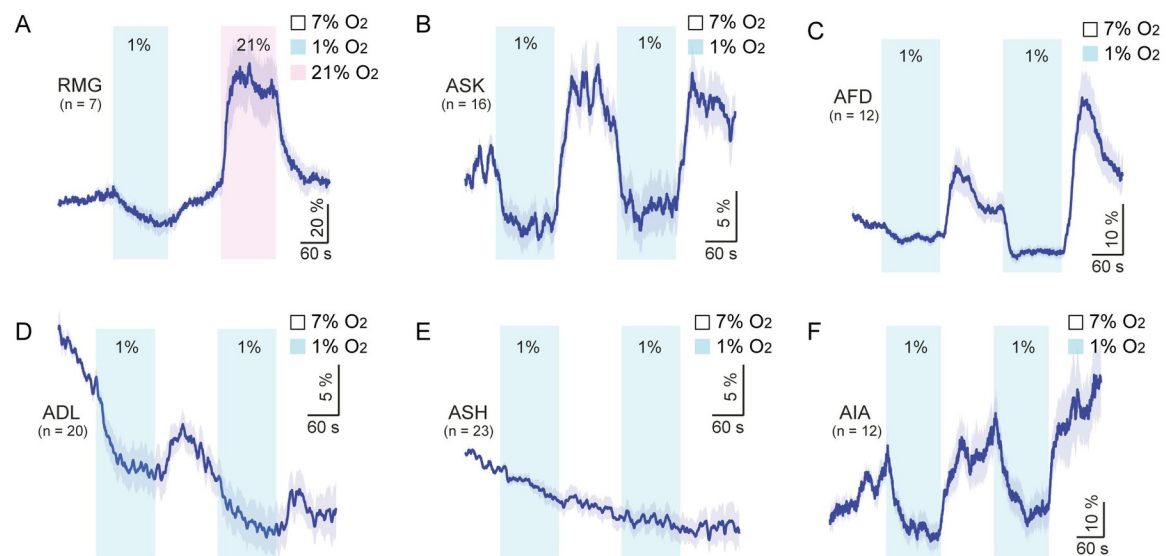 A
7% O2
1% O2
21% O2
1%
21%
RMG
(n = 7)
20 %
60 s
B
7% O2
1% O2
1%
1%
ASK
(n = 16)
5 %
60 s
C
7% O2
1% O2
1%
1%
AFD
(n = 12)
10 %
60 s
D
7% O2
1% O2
1%
1%
ADL
(n = 20)
5 %
60 s
E
7% O2
1% O2
1%
1%
ASH
(n = 23)
5 %
60 s
F
7% O2
1% O2
1%
1%
AIA
(n = 12)
10 %
60 s